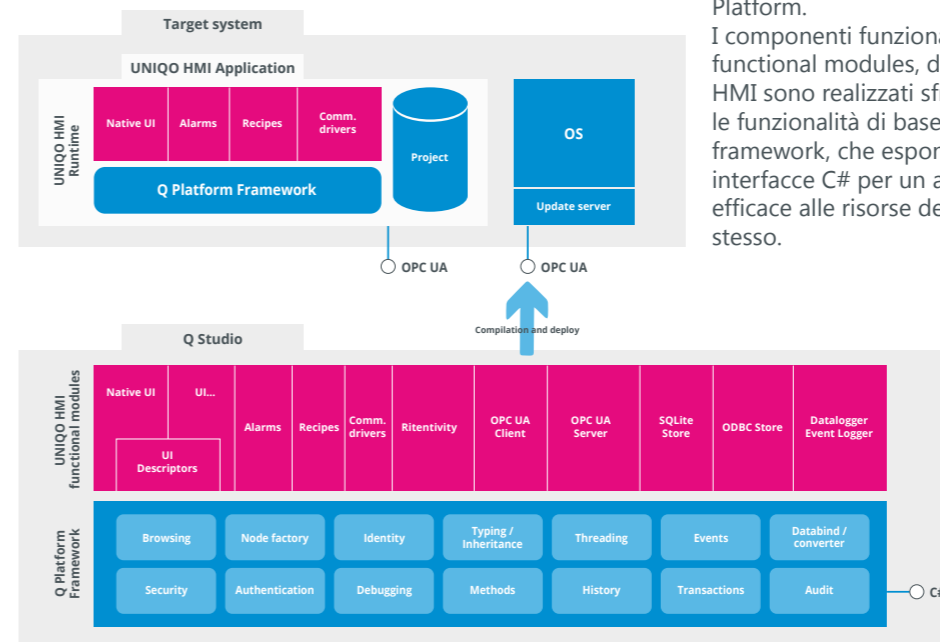 Platform.
I componenti
functional modules,
HMI sono realizzati
le funzionalità di base
framework, che
interfacce C# per un
efficace alle risorse
stesso.
Target system
UNIQO HMI Application
UNIQO HMI
Runtime
Native UI
Alarms
Recipes
Comm.
drivers
Q Platform Framework
Project
OS
Update server
OPC UA
OPC UA
Compilation and deploy
Q Studio
UNIQO HMI
functional modules
Native UI
UI...
UI
Descriptors
Alarms
Recipes
Comm.
drivers
Ritentivity
OPC UA
Client
OPC UA
Server
SQLite
Store
ODBC Store
Datalogger
Event Logger
Q Platform
Framework
Browsing
Node factory
Identity
Typing /
Inheritance
Threading
Events
Databind /
converter
Security
Authentication
Debugging
Methods
History
Transactions
Audit
C#